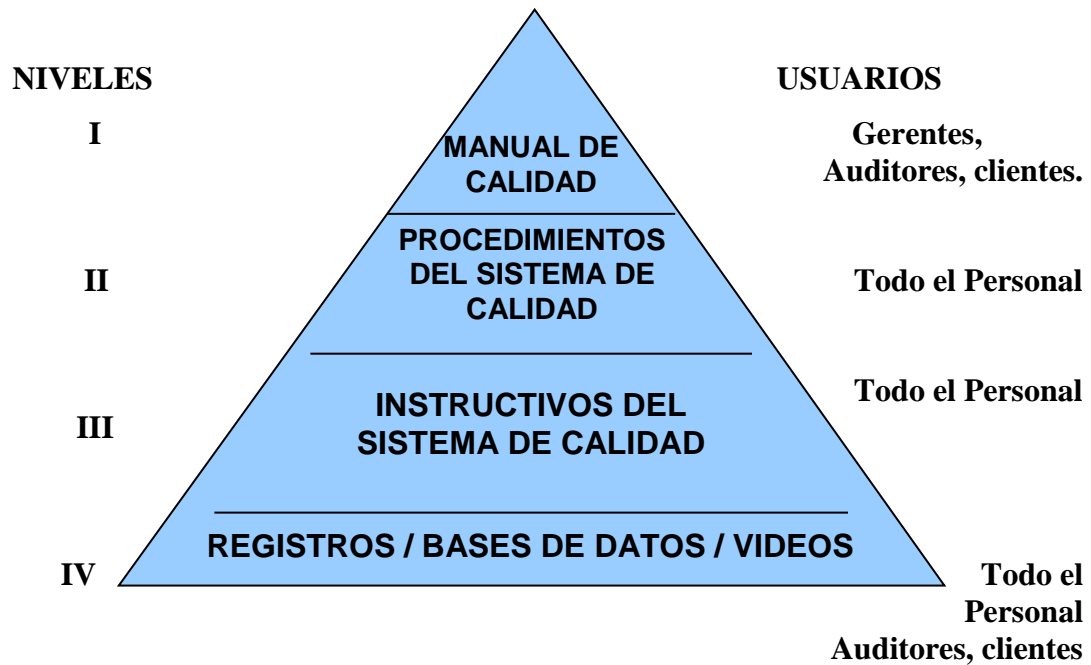 NIVELES
USUARIOS
I
MANUAL DE
CALIDAD
Gerentes,
Auditores, clientes.
II
PROCEDIMIENTOS
DEL SISTEMA DE
CALIDAD
Todo el Personal
III
INSTRUCTIVOS DEL
SISTEMA DE CALIDAD
Todo el Personal
IV
REGISTROS / BASES DE DATOS / VIDEOS
Todo el
Personal
Auditores, clientes